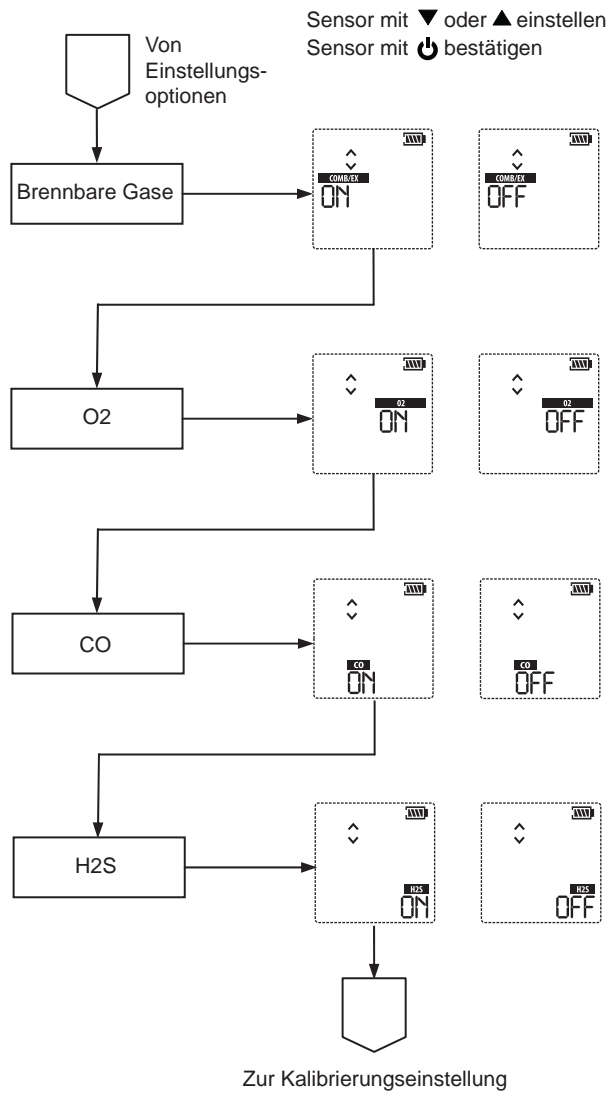 Sensor mit ▼ oder ▲ einstellen
Sensor mit ⏻ bestätigen
Von
Einstellungs-
optionen
Brennbare Gase
COMB/EX
ON
COMB/EX
OFF
O2
O2
ON
O2
OFF
CO
CO
ON
CO
OFF
H2S
H2S
ON
H2S
OFF
Zur Kalibrierungseinstellung